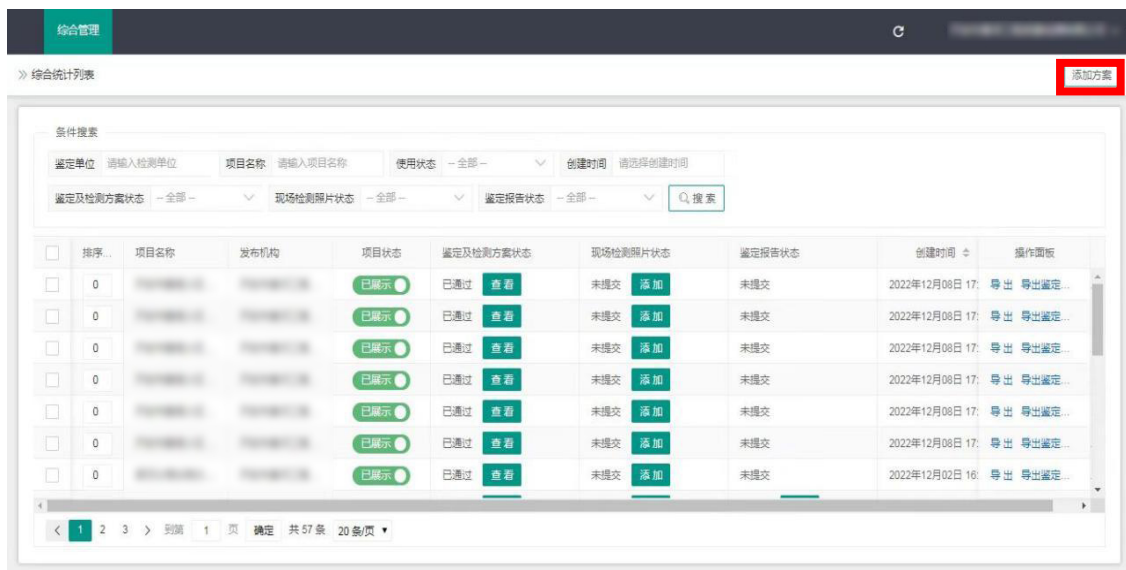 综合管理
综合统计列表
添加方案
条件搜索
鉴定单位 请输入检测单位 项目名称 请输入项目名称 使用状态 --全部-- 创建时间 请选择创建时间
鉴定及检测方案状态 --全部-- 现场检测照片状态 --全部-- 鉴定报告状态 --全部-- 搜索
排序... 项目名称 发布机构 项目状态 鉴定及检测方案状态 现场检测照片状态 鉴定报告状态 创建时间 操作面板
0 已展示 已通过 查看 未提交 添加 未提交 2022年12月08日 17: 导出 导出鉴定...
0 已展示 已通过 查看 未提交 添加 未提交 2022年12月08日 17: 导出 导出鉴定...
0 已展示 已通过 查看 未提交 添加 未提交 2022年12月08日 17: 导出 导出鉴定...
0 已展示 已通过 查看 未提交 添加 未提交 2022年12月08日 17: 导出 导出鉴定...
0 已展示 已通过 查看 未提交 添加 未提交 2022年12月08日 17: 导出 导出鉴定...
0 已展示 已通过 查看 未提交 添加 未提交 2022年12月08日 17: 导出 导出鉴定...
0 已展示 已通过 查看 未提交 添加 未提交 2022年12月02日 16: 导出 导出鉴定...
1 2 3 到第 1 页 确定 共57条 20条/页